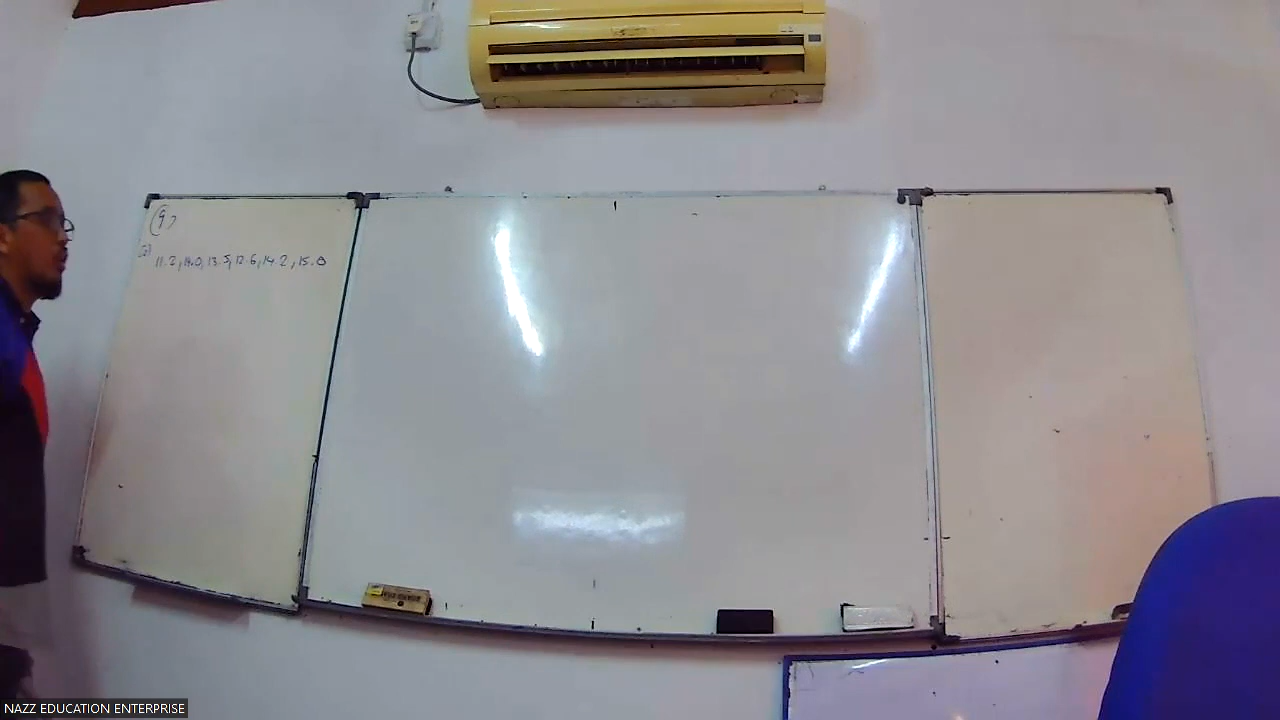 9)
(a)
11.2, 14.0, 13.5, 12.6, 14.2, 15.0
NAZZ EDUCATION ENTERPRISE